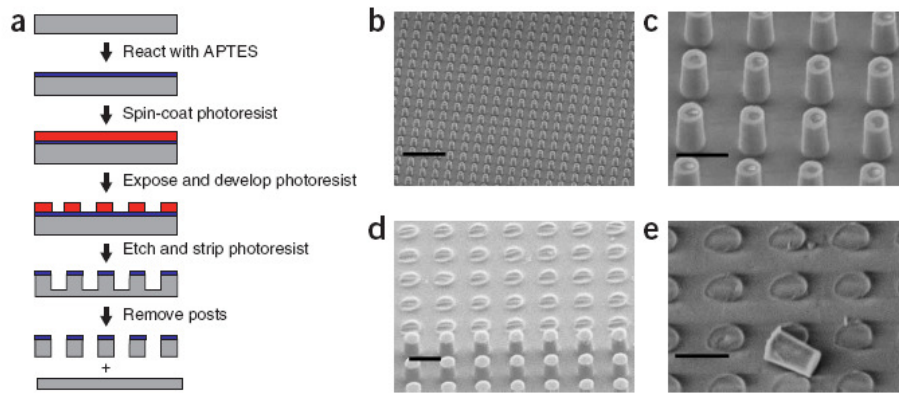 a
React with APTES
Spin-coat photoresist
Expose and develop photoresist
Etch and strip photoresist
Remove posts
+
b
c
d
e